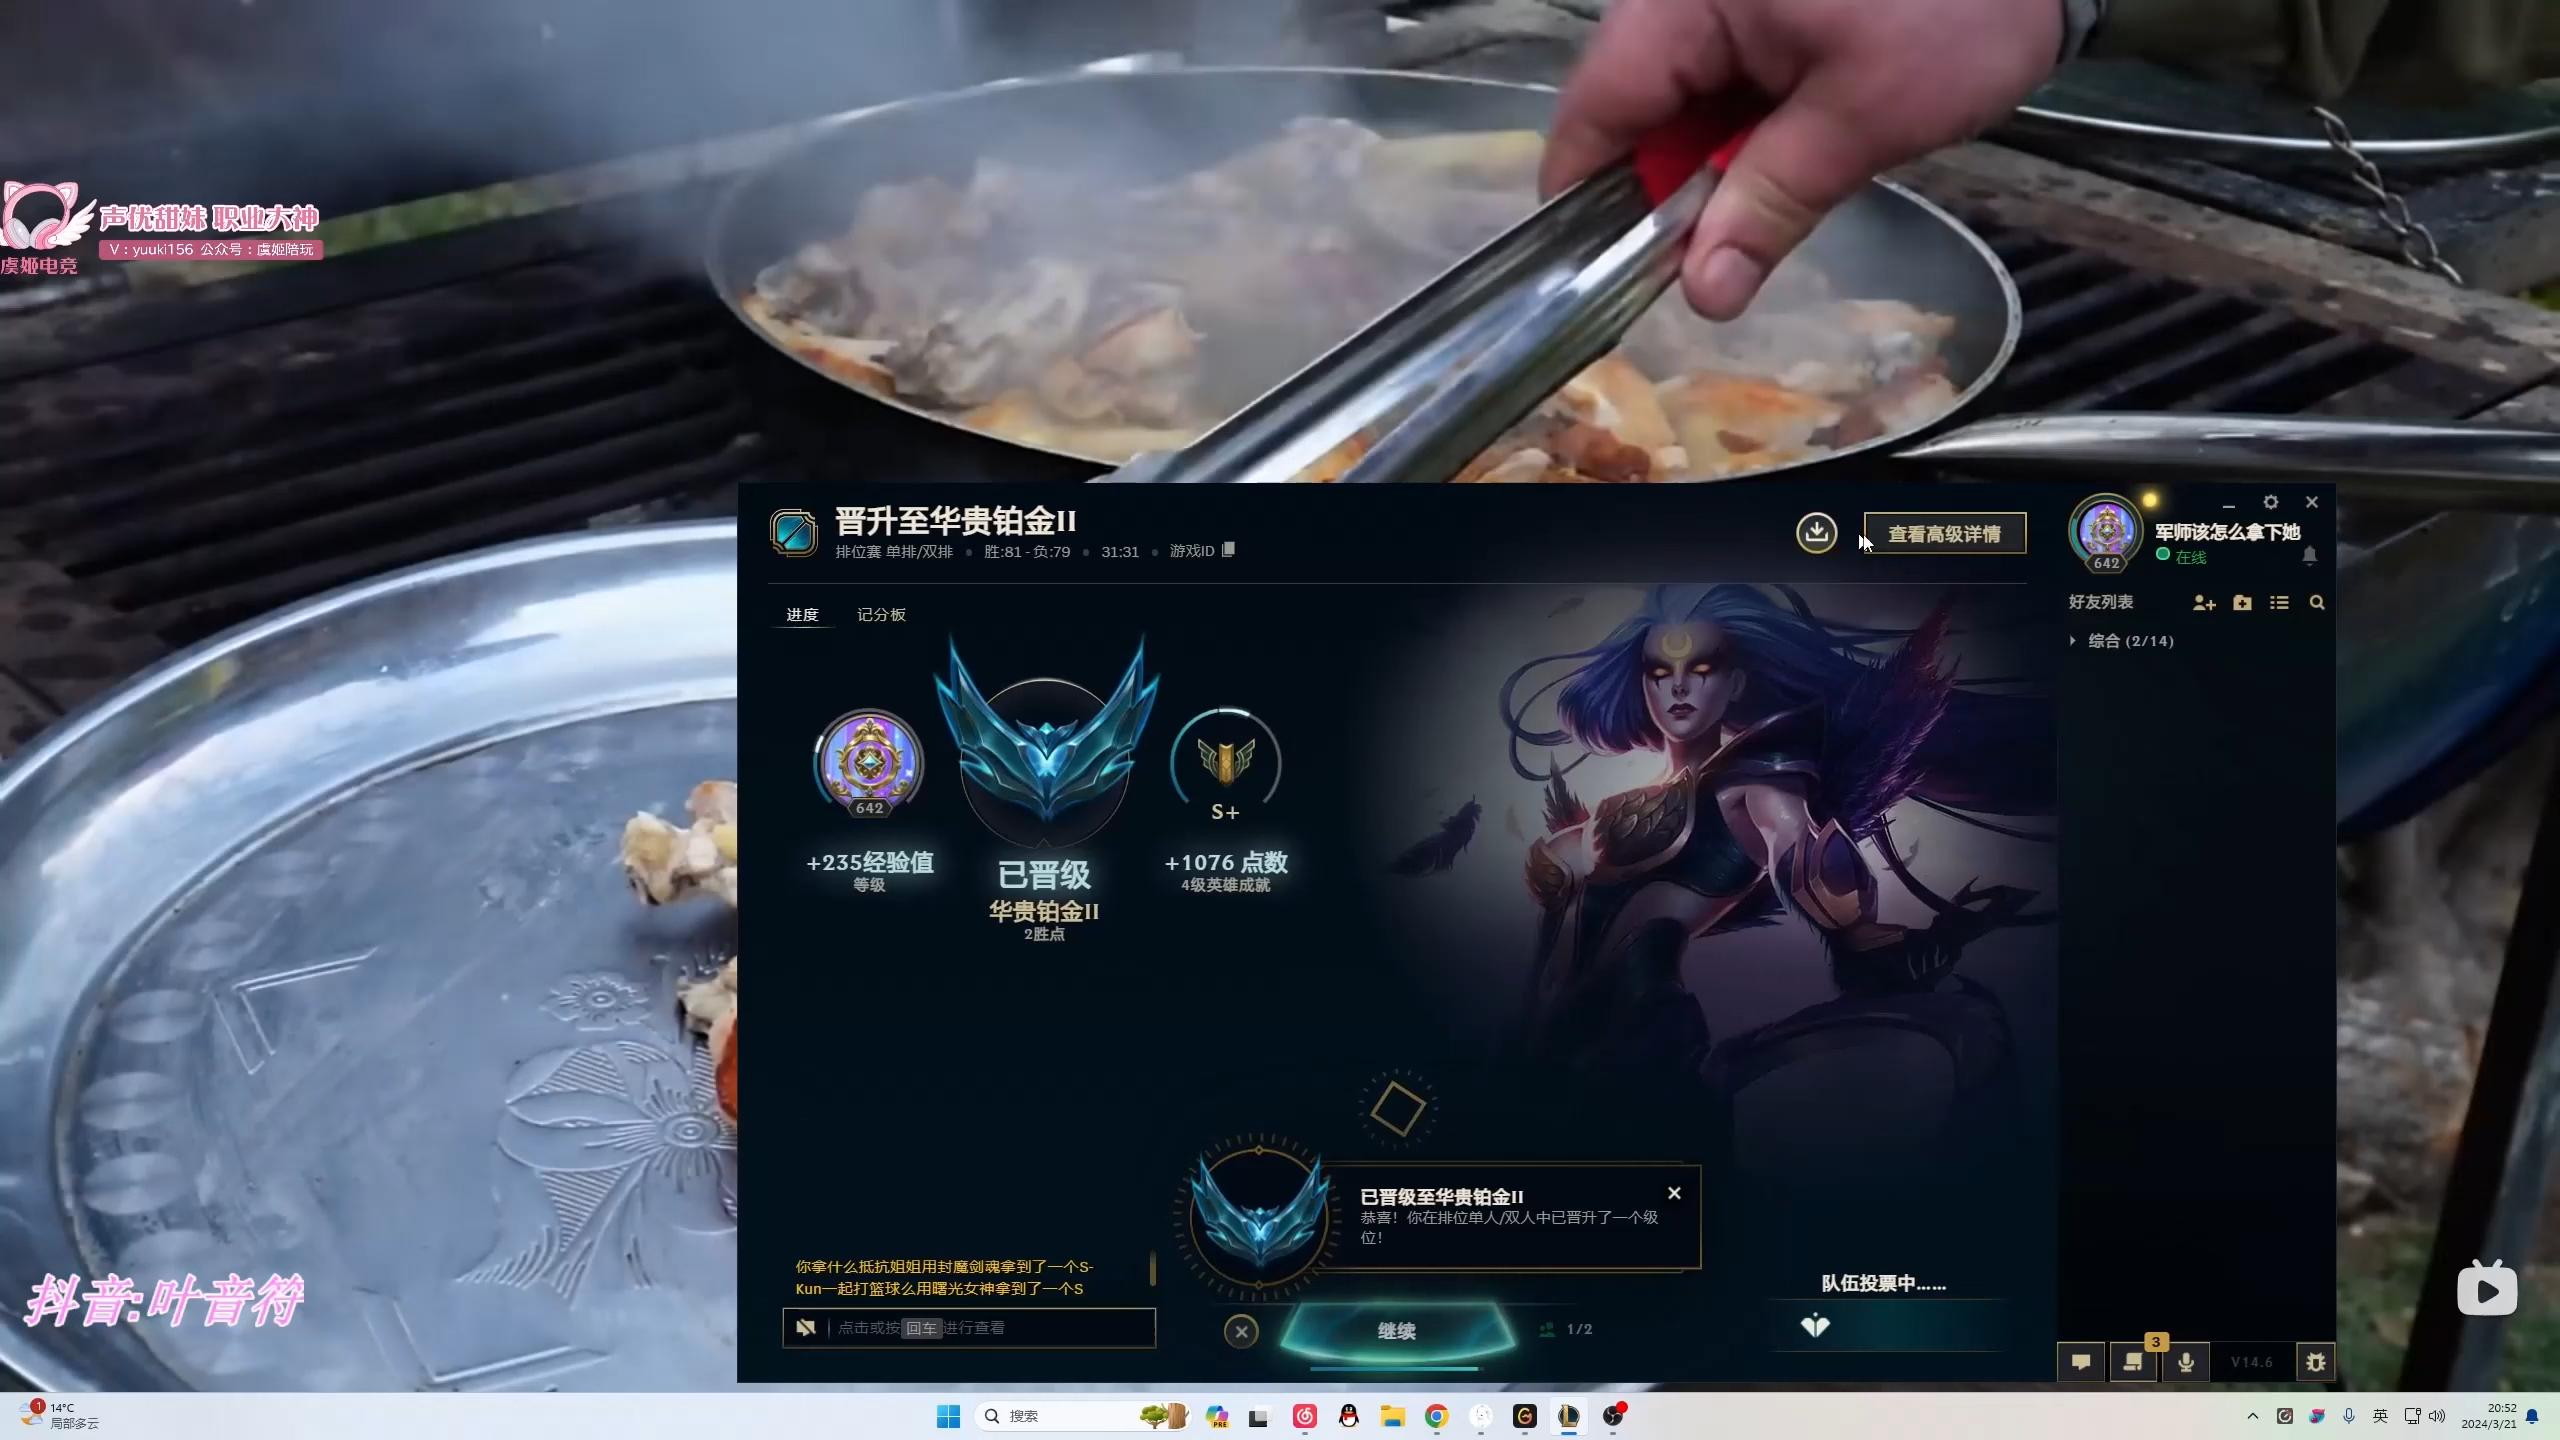 声优甜妹 职业大神
V：yuuki156 公众号：虞姬陪玩
虞姬电竞
晋升至华贵铂金II
排位赛 单排/双排 • 胜:81 - 负:79 • 31:31 • 游戏ID
查看高级详情
军师该怎么拿下她
642
在线
好友列表
综合 (2/14)
进度
记分板
642
S+
+235经验值
等级
已晋级
华贵铂金II
2胜点
+1076 点数
4级英雄成就
已晋级至华贵铂金II
恭喜！你在排位单人/双人中已晋升了一个级
位！
你拿什么抵抗姐姐用封魔剑魂拿到了一个S-
Kun一起打篮球么用曙光女神拿到了一个S
点击或按 回车 进行查看
继续
1/2
队伍投票中......
3
V14.6
抖音:叶音符
1
14°C
局部多云
搜索
PRE
英
20:52
2024/3/21